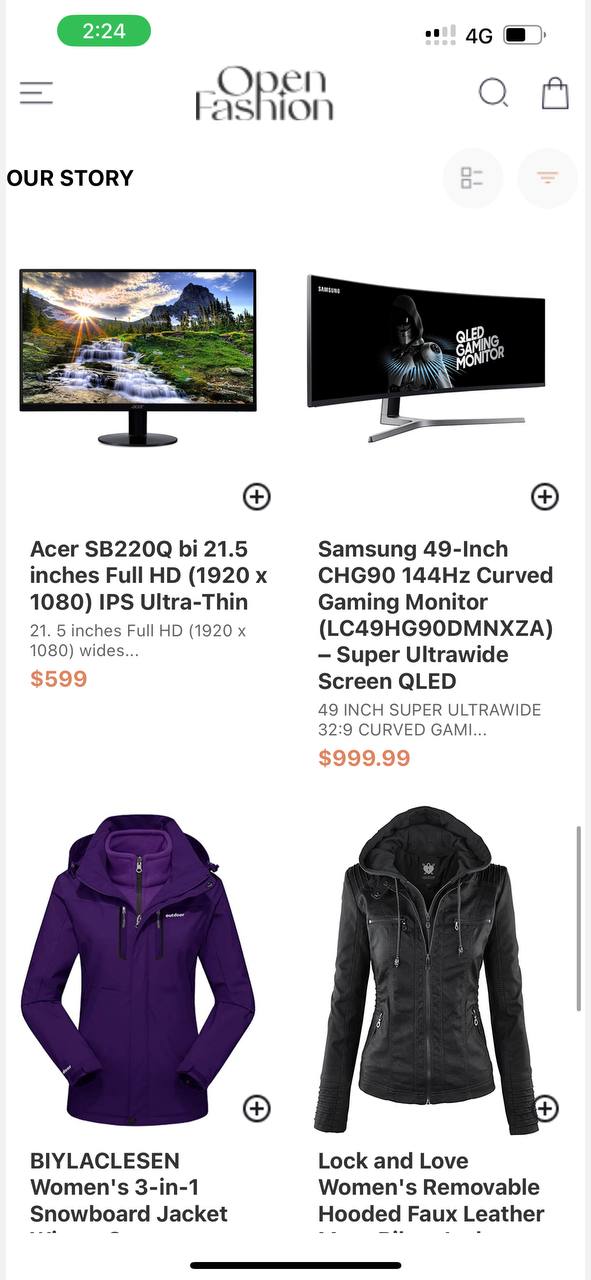 2:24
4G
Open
Fashion
OUR STORY
acer
SAMSUNG
QLED
GAMING
MONITOR
Acer SB220Q bi 21.5
inches Full HD (1920 x
1080) IPS Ultra-Thin
21. 5 inches Full HD (1920 x
1080) wides...
$599
Samsung 49-Inch
CHG90 144Hz Curved
Gaming Monitor
(LC49HG90DMNXZA)
– Super Ultrawide
Screen QLED
49 INCH SUPER ULTRAWIDE
32:9 CURVED GAMI...
$999.99
outdoor
BIYLACLESEN
Women's 3-in-1
Snowboard Jacket
Lock and Love
Women's Removable
Hooded Faux Leather